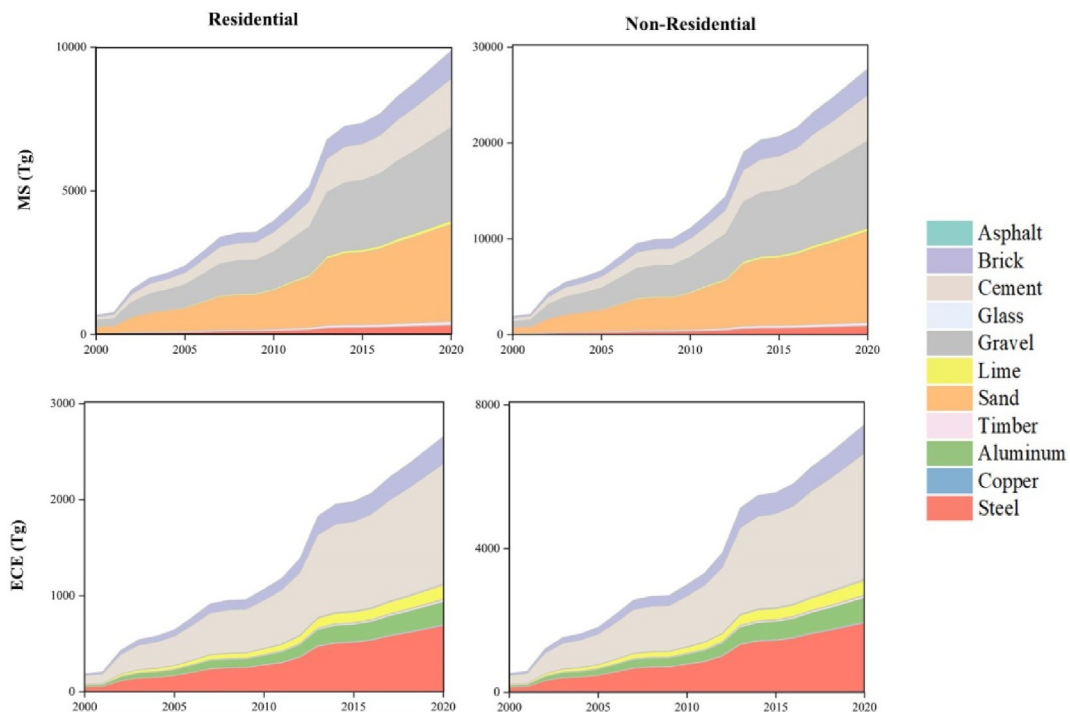 Residential
Non-Residential
MS (Tg)
10000
5000
0
2000
2005
2010
2015
2020
30000
20000
10000
0
2000
2005
2010
2015
2020
ECE (Tg)
3000
2000
1000
0
2000
2005
2010
2015
2020
8000
4000
0
2000
2005
2010
2015
2020
Asphalt
Brick
Cement
Glass
Gravel
Lime
Sand
Timber
Aluminum
Copper
Steel